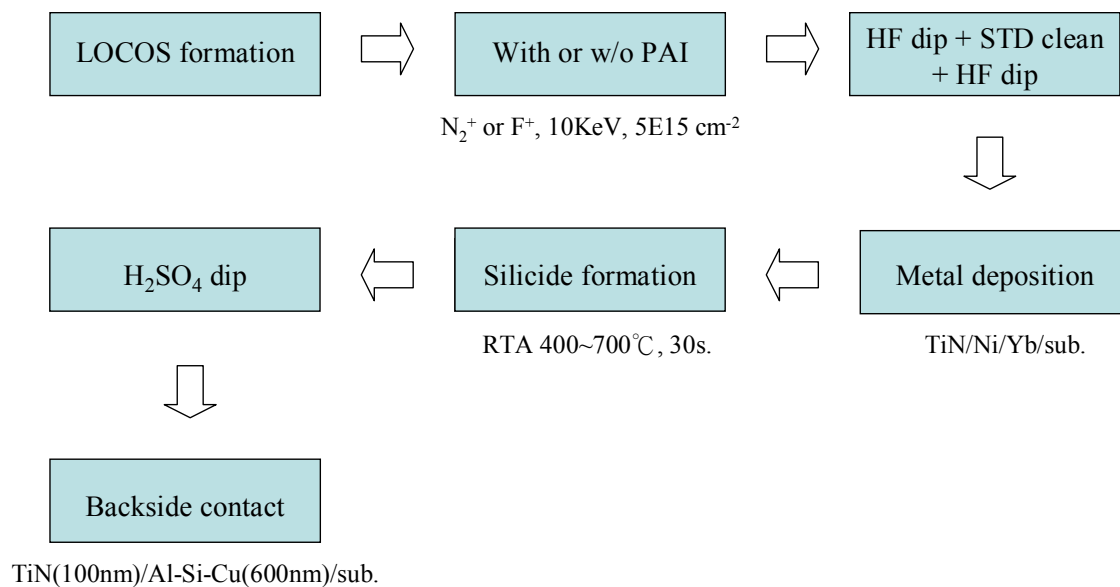 LOCOS formation
With or w/o PAI
N₂⁺ or F⁺, 10KeV, 5E15 cm⁻²
HF dip + STD clean
+ HF dip
Metal deposition
TiN/Ni/Yb/sub.
Silicide formation
RTA 400~700℃, 30s.
H₂SO₄ dip
Backside contact
TiN(100nm)/Al-Si-Cu(600nm)/sub.